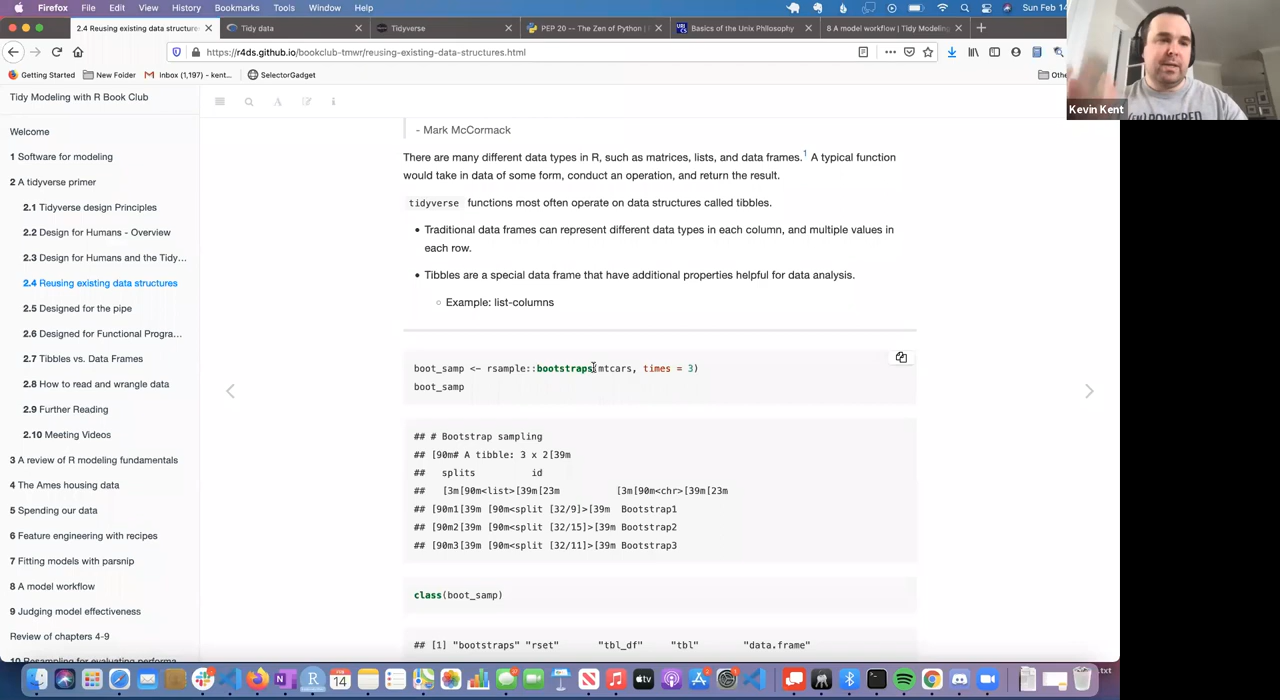 Firefox File Edit View History Bookmarks Tools Window Help Sun Feb 14
2.4 Reusing existing data structure × Tidy data × Tidyverse × PEP 20 -- The Zen of Python | × Basics of the Unix Philosophy × 8 A model workflow | Tidy Modeling × +
https://r4ds.github.io/bookclub-tmwr/reusing-existing-data-structures.html
Getting Started New Folder Inbox (1,197) - kent... SelectorGadget Othe
Kevin Kent
POWERED
Tidy Modeling with R Book Club
Welcome
1 Software for modeling
2 A tidyverse primer
2.1 Tidyverse design Principles
2.2 Design for Humans - Overview
2.3 Design for Humans and the Tidy...
2.4 Reusing existing data structures
2.5 Designed for the pipe
2.6 Designed for Functional Progra...
2.7 Tibbles vs. Data Frames
2.8 How to read and wrangle data
2.9 Further Reading
2.10 Meeting Videos
3 A review of R modeling fundamentals
4 The Ames housing data
5 Spending our data
6 Feature engineering with recipes
7 Fitting models with parsnip
8 A model workflow
9 Judging model effectiveness
Review of chapters 4-9
10 Resampling for evaluating performa
- Mark McCormack
There are many different data types in R, such as matrices, lists, and data frames.1 A typical function
would take in data of some form, conduct an operation, and return the result.
tidyverse functions most often operate on data structures called tibbles.
• Traditional data frames can represent different data types in each column, and multiple values in
each row.
• Tibbles are a special data frame that have additional properties helpful for data analysis.
○ Example: list-columns
boot_samp <- rsample::bootstraps(mtcars, times = 3)
boot_samp
## # Bootstrap sampling
## [90m# A tibble: 3 x 2[39m
## splits id
## [3m[90m<list>[39m[23m [3m[90m<chr>[39m[23m
## [90m1[39m [90m<split [32/9]>[39m Bootstrap1
## [90m2[39m [90m<split [32/15]>[39m Bootstrap2
## [90m3[39m [90m<split [32/11]>[39m Bootstrap3
class(boot_samp)
## [1] "bootstraps" "rset" "tbl_df" "tbl" "data.frame"
.txt